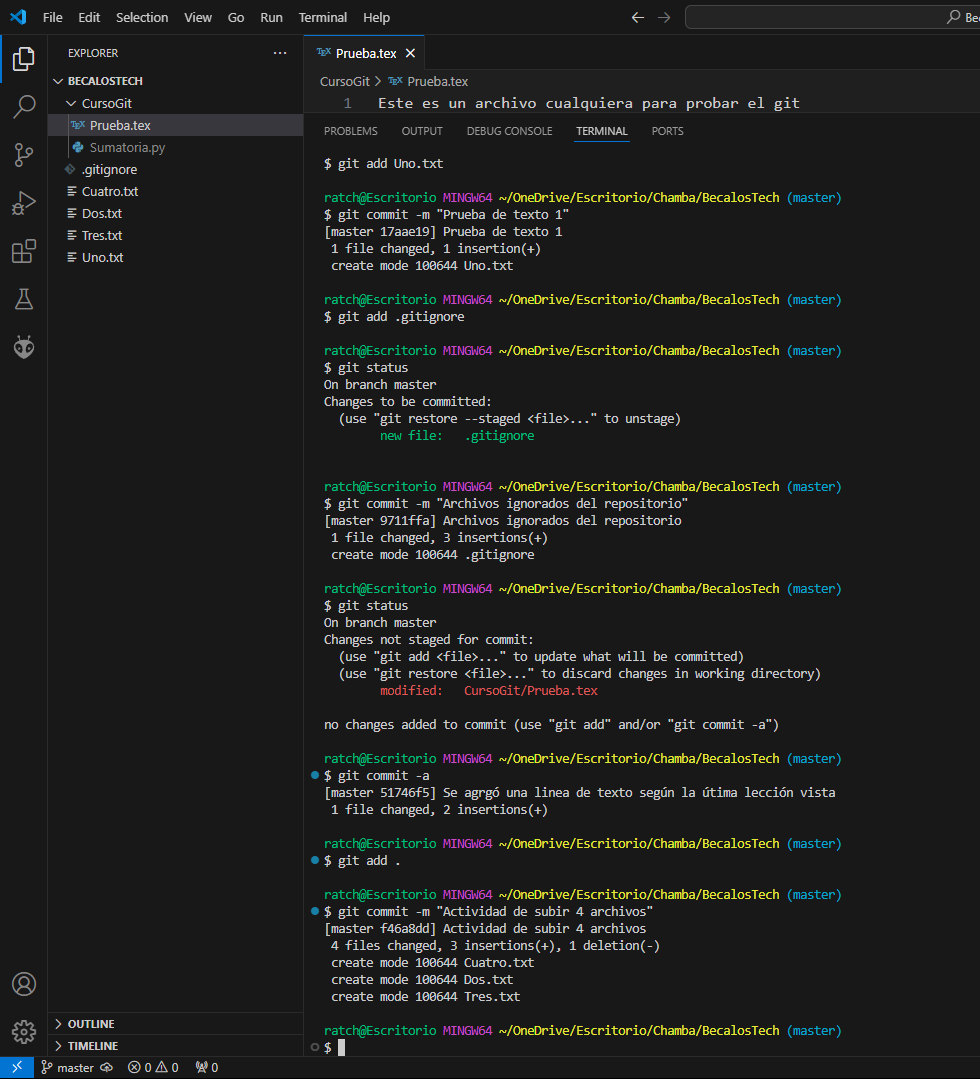 File Edit Selection View Go Run Terminal Help
Be
EXPLORER
BECALOSTECH
CursoGit
Prueba.tex
Sumatoria.py
.gitignore
Cuatro.txt
Dos.txt
Tres.txt
Uno.txt
OUTLINE
TIMELINE
TEX Prueba.tex
CursoGit > TEX Prueba.tex
1 Este es un archivo cualquiera para probar el git
PROBLEMS OUTPUT DEBUG CONSOLE TERMINAL PORTS
$ git add Uno.txt
ratch@Escritorio MINGW64 ~/OneDrive/Escritorio/Chamba/BecalosTech (master)
$ git commit -m "Prueba de texto 1"
[master 17aae19] Prueba de texto 1
1 file changed, 1 insertion(+)
create mode 100644 Uno.txt
ratch@Escritorio MINGW64 ~/OneDrive/Escritorio/Chamba/BecalosTech (master)
$ git add .gitignore
ratch@Escritorio MINGW64 ~/OneDrive/Escritorio/Chamba/BecalosTech (master)
$ git status
On branch master
Changes to be committed:
(use "git restore --staged <file>..." to unstage)
new file: .gitignore
ratch@Escritorio MINGW64 ~/OneDrive/Escritorio/Chamba/BecalosTech (master)
$ git commit -m "Archivos ignorados del repositorio"
[master 9711ffa] Archivos ignorados del repositorio
1 file changed, 3 insertions(+)
create mode 100644 .gitignore
ratch@Escritorio MINGW64 ~/OneDrive/Escritorio/Chamba/BecalosTech (master)
$ git status
On branch master
Changes not staged for commit:
(use "git add <file>..." to update what will be committed)
(use "git restore <file>..." to discard changes in working directory)
modified: CursoGit/Prueba.tex
no changes added to commit (use "git add" and/or "git commit -a")
ratch@Escritorio MINGW64 ~/OneDrive/Escritorio/Chamba/BecalosTech (master)
$ git commit -a
[master 51746f5] Se agrgó una linea de texto según la útima lección vista
1 file changed, 2 insertions(+)
ratch@Escritorio MINGW64 ~/OneDrive/Escritorio/Chamba/BecalosTech (master)
$ git add .
ratch@Escritorio MINGW64 ~/OneDrive/Escritorio/Chamba/BecalosTech (master)
$ git commit -m "Actividad de subir 4 archivos"
[master f46a8dd] Actividad de subir 4 archivos
4 files changed, 3 insertions(+), 1 deletion(-)
create mode 100644 Cuatro.txt
create mode 100644 Dos.txt
create mode 100644 Tres.txt
ratch@Escritorio MINGW64 ~/OneDrive/Escritorio/Chamba/BecalosTech (master)
$
master 0 0 0